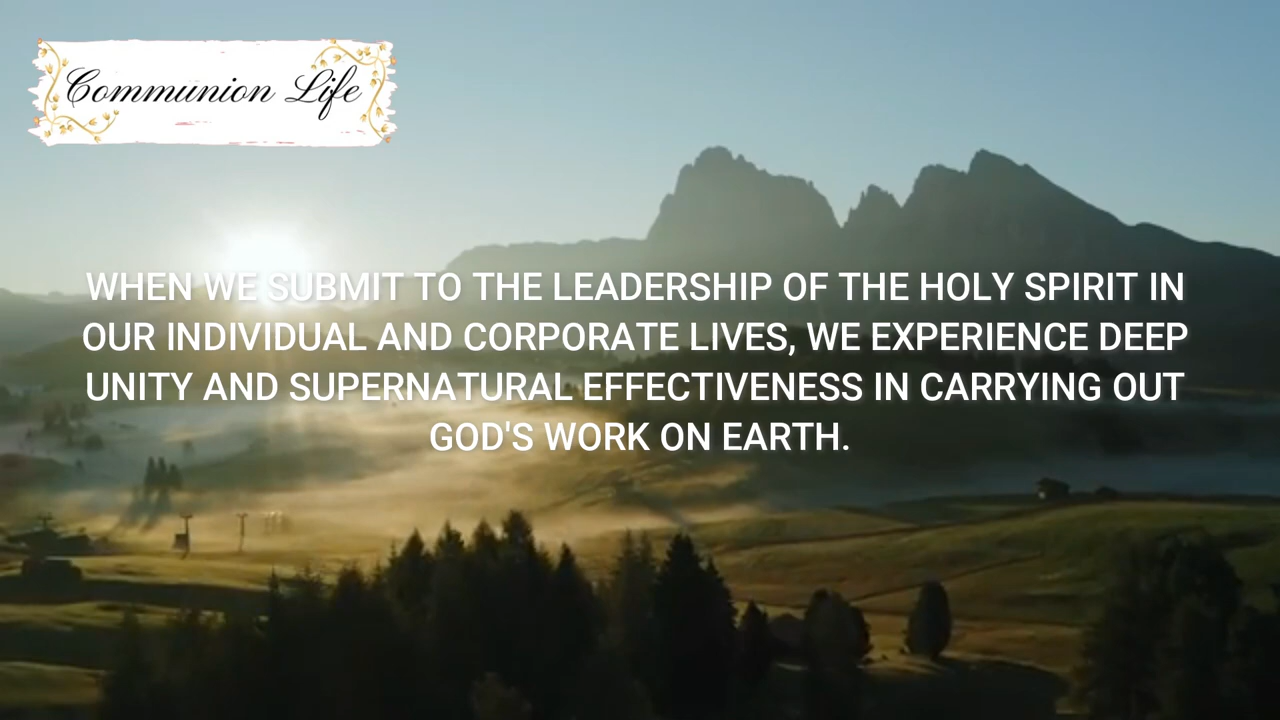 Communion Life
WHEN WE SUBMIT TO THE LEADERSHIP OF THE HOLY SPIRIT IN
OUR INDIVIDUAL AND CORPORATE LIVES, WE EXPERIENCE DEEP
UNITY AND SUPERNATURAL EFFECTIVENESS IN CARRYING OUT
GOD'S WORK ON EARTH.